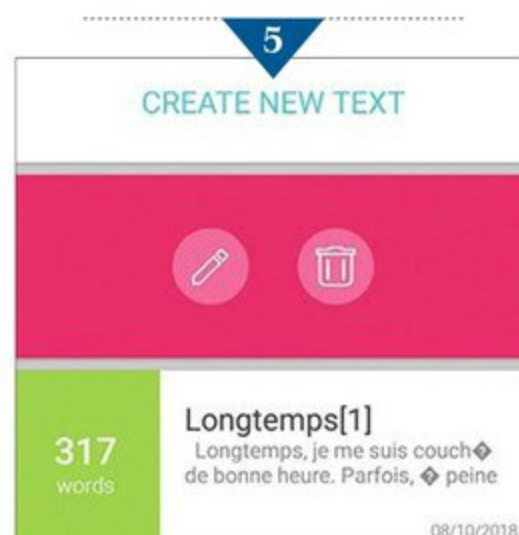 5
CREATE NEW TEXT
317
words
Longtemps[1]
Longtemps, je me suis couch�
de bonne heure. Parfois, � peine
08/10/2018